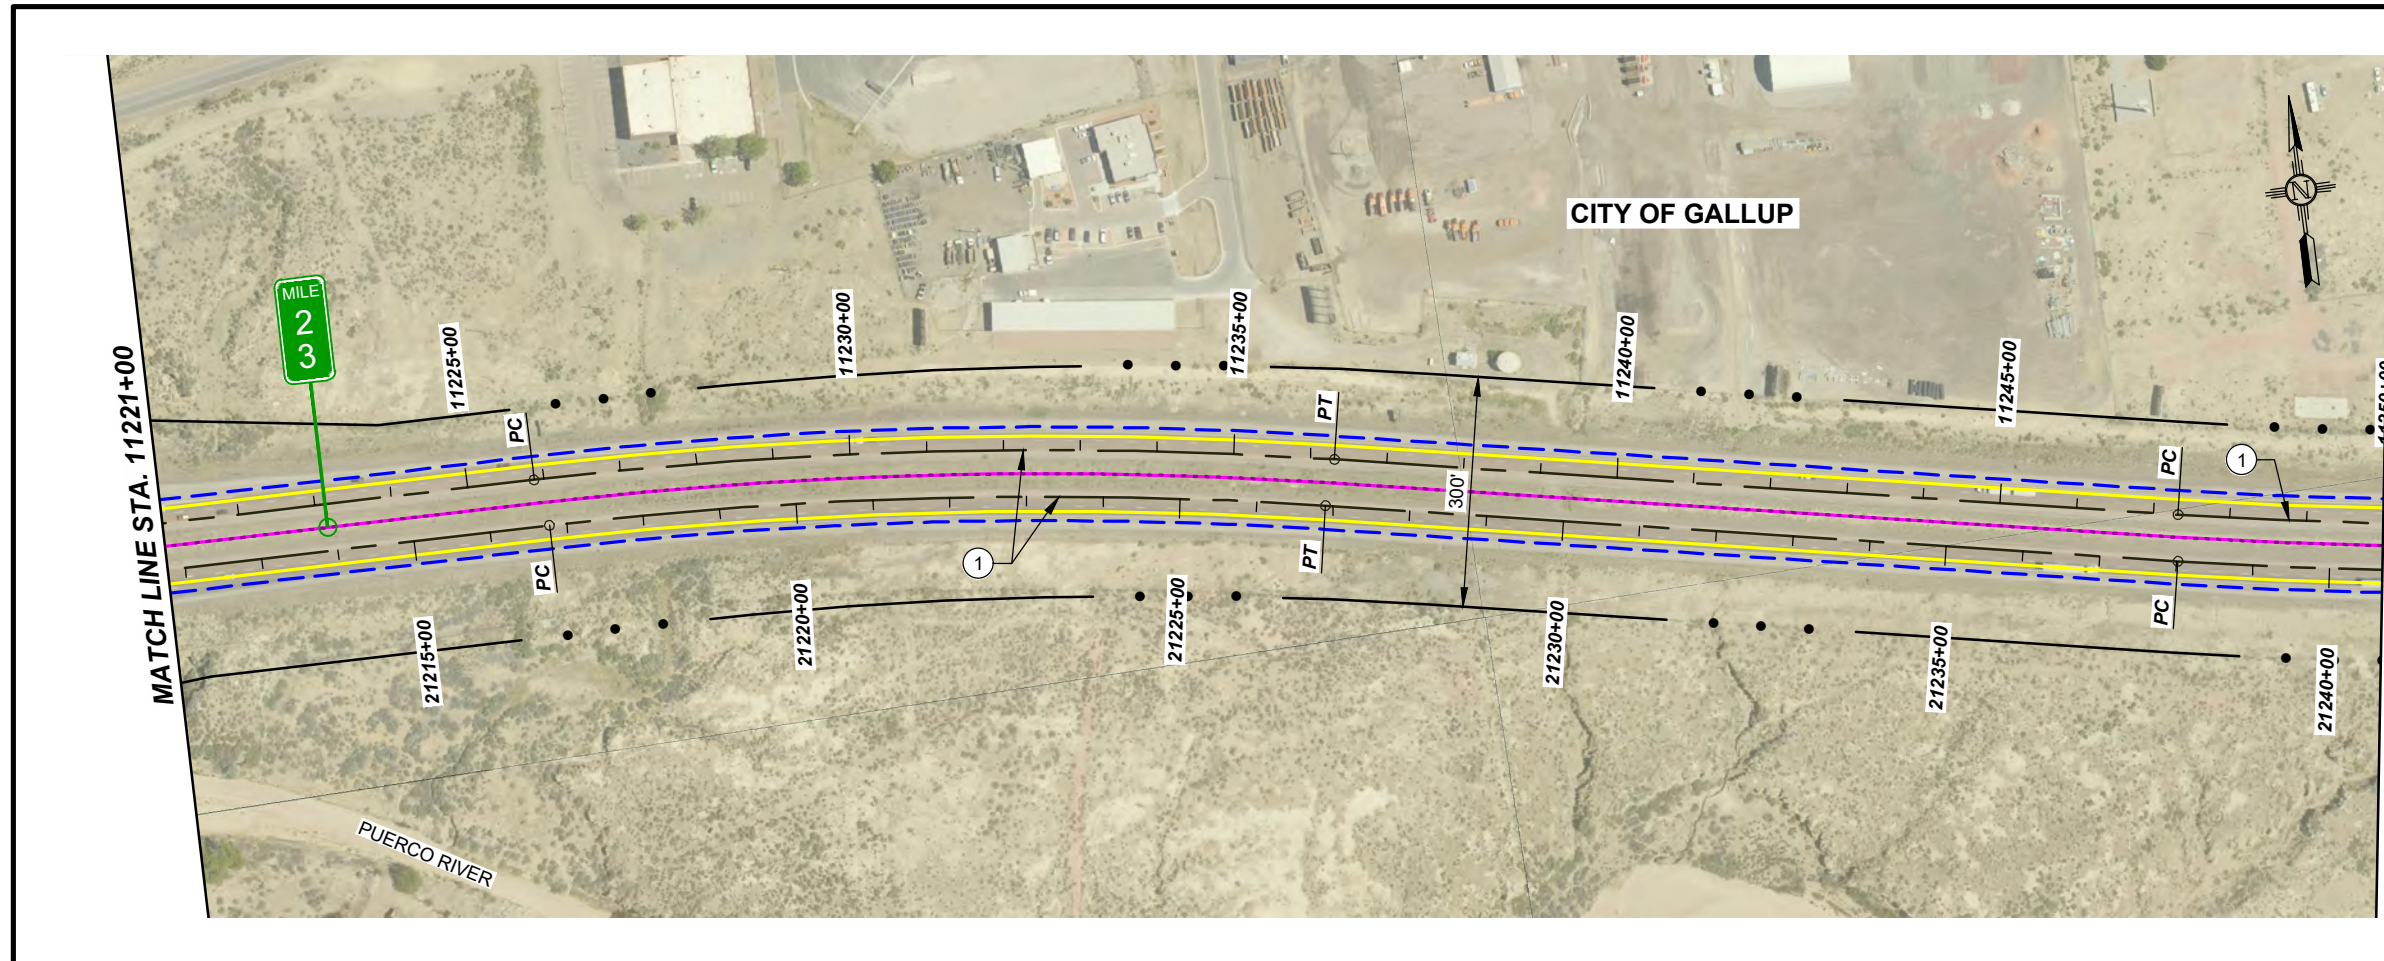 CITY OF GALLUP
N
MILE
2
3
MATCH LINE STA. 11221+00
11225+00
11230+00
11235+00
11240+00
11245+00
11250+00
PC
PT
PC
1
300'
1
PC
PT
PC
21215+00
21220+00
21225+00
21230+00
21235+00
21240+00
PUERCO RIVER